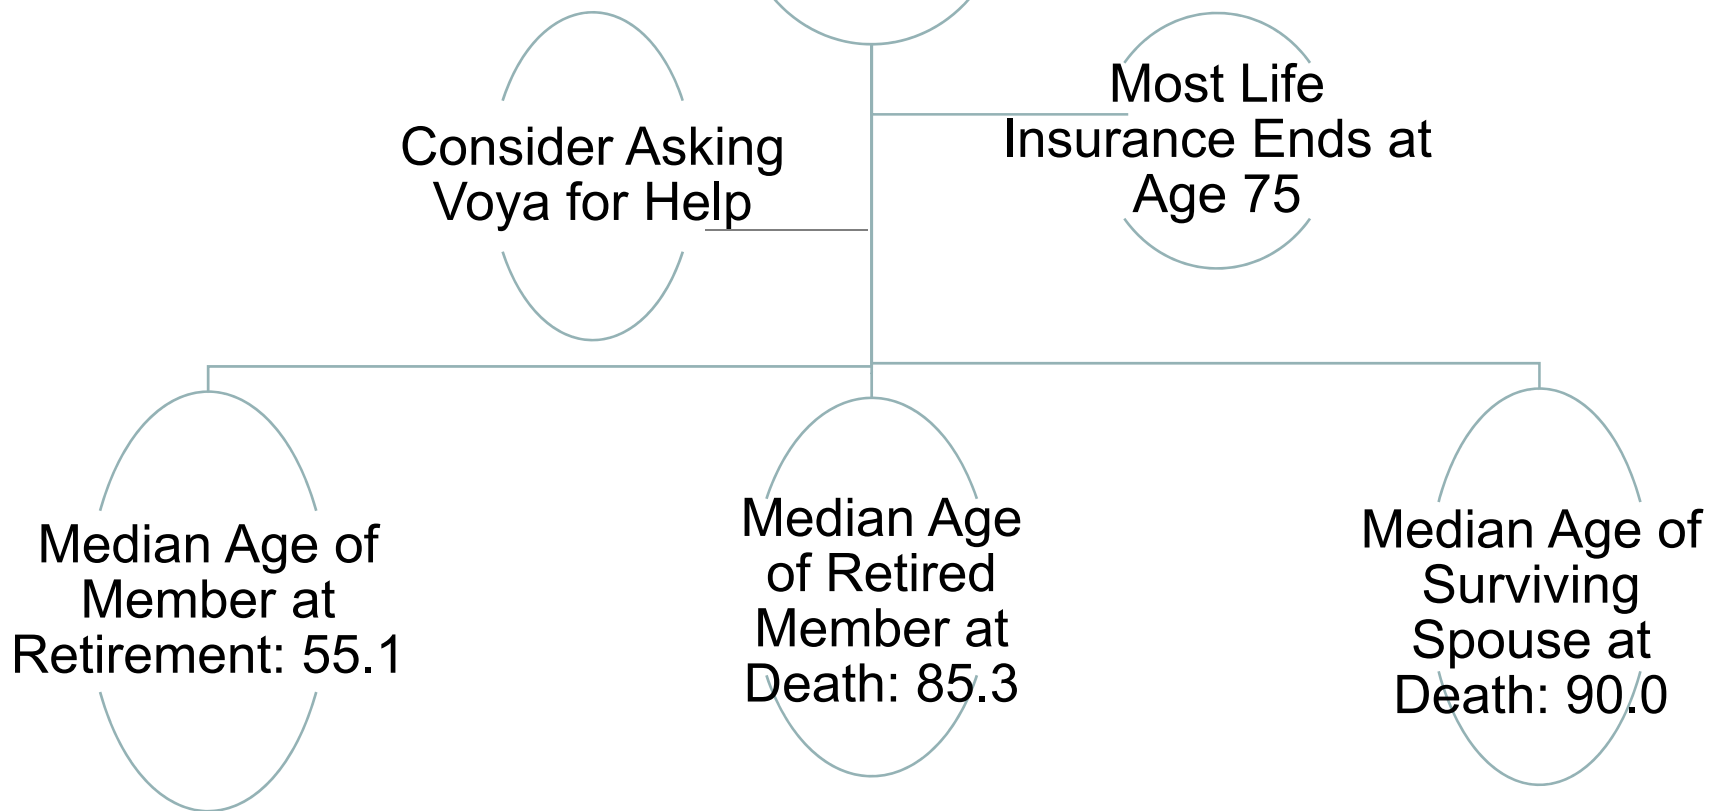 Consider Asking
Voya for Help
Most Life
Insurance Ends at
Age 75
Median Age of
Member at
Retirement: 55.1
Median Age
of Retired
Member at
Death: 85.3
Median Age of
Surviving
Spouse at
Death: 90.0